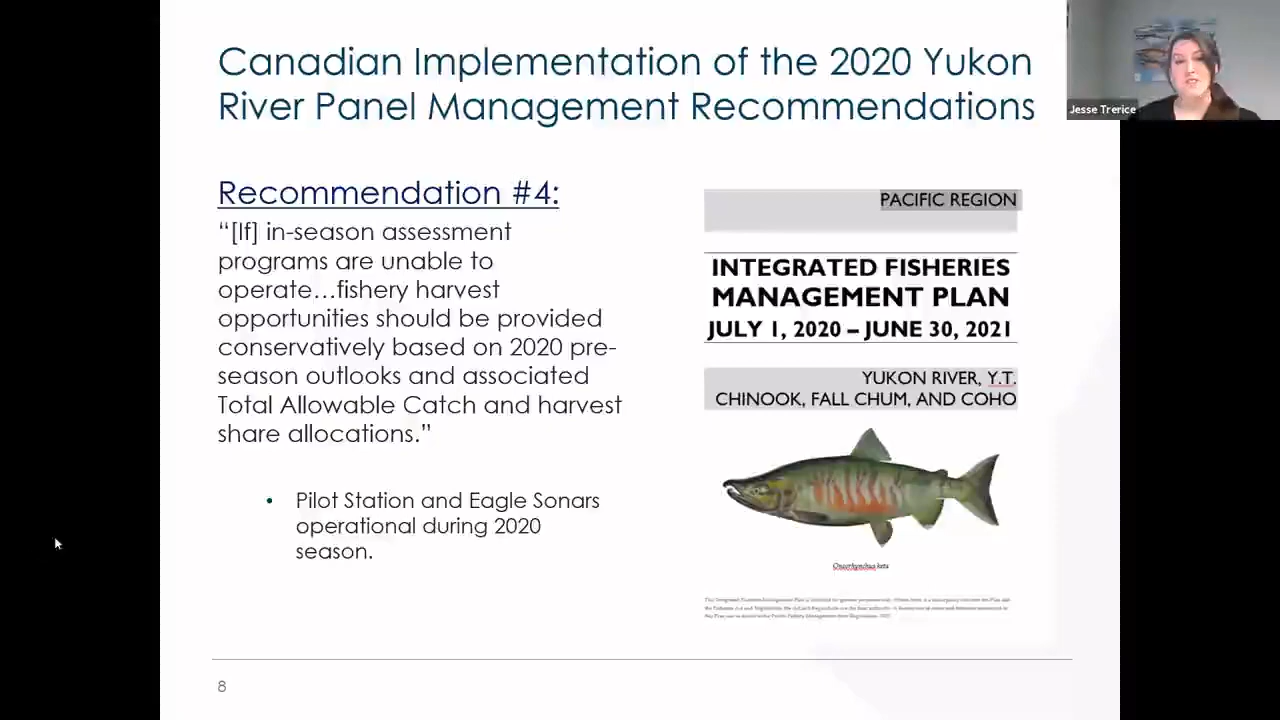 Canadian Implementation of the 2020 Yukon
River Panel Management Recommendations
Jesse Trerice
Recommendation #4:
“[If] in-season assessment
programs are unable to
operate…fishery harvest
opportunities should be provided
conservatively based on 2020 pre-
season outlooks and associated
Total Allowable Catch and harvest
share allocations.”
• Pilot Station and Eagle Sonars
operational during 2020
season.
PACIFIC REGION
INTEGRATED FISHERIES
MANAGEMENT PLAN
JULY 1, 2020 – JUNE 30, 2021
YUKON RIVER, Y.T.
CHINOOK, FALL CHUM, AND COHO
Oncorhynchus keta
8